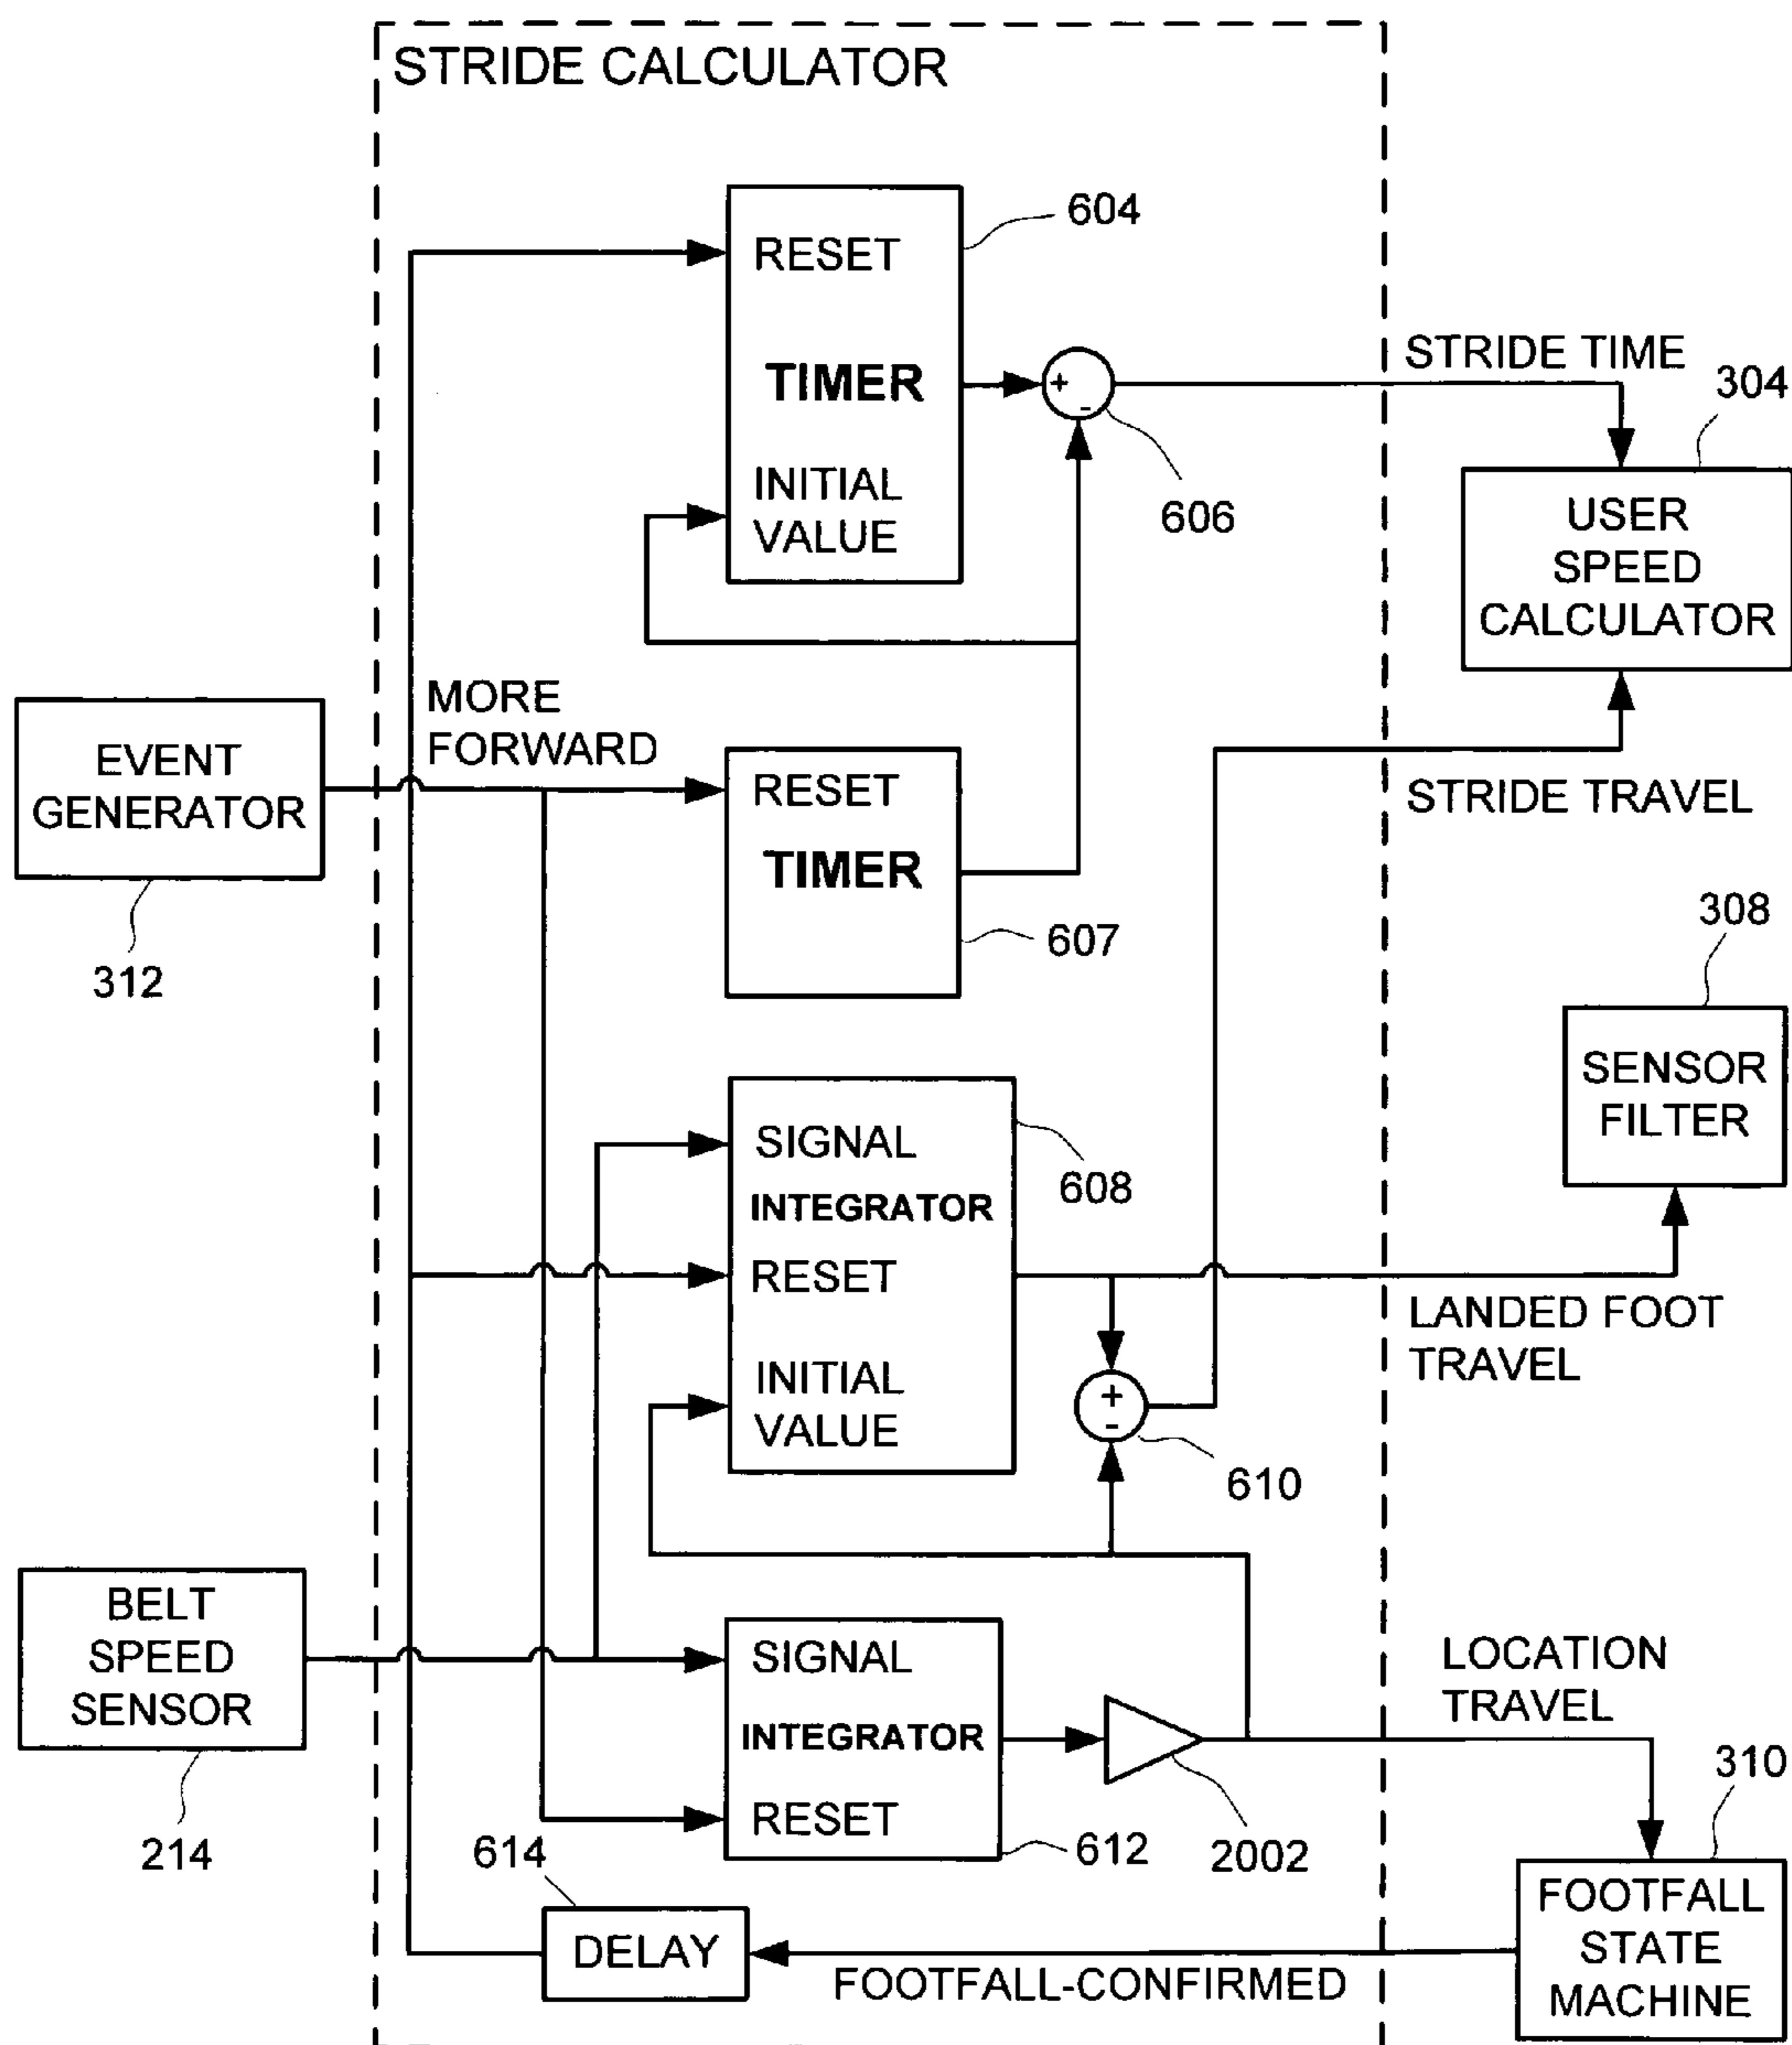 STRIDE CALCULATOR
604
RESET
TIMER
INITIAL
VALUE
+
-
606
STRIDE TIME
304
USER
SPEED
CALCULATOR
MORE
FORWARD
EVENT
GENERATOR
312
RESET
TIMER
607
STRIDE TRAVEL
308
SENSOR
FILTER
SIGNAL
INTEGRATOR
RESET
INITIAL
VALUE
608
LANDED FOOT
TRAVEL
+
-
610
BELT
SPEED
SENSOR
214
SIGNAL
INTEGRATOR
RESET
612
2002
LOCATION
TRAVEL
310
FOOTFALL
STATE
MACHINE
614
DELAY
FOOTFALL-CONFIRMED